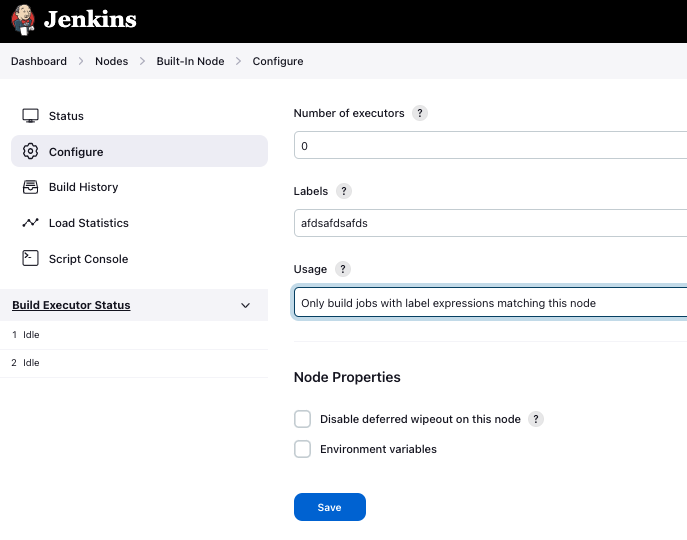 Jenkins
Dashboard > Nodes > Built-In Node > Configure
Status
Configure
Build History
Load Statistics
Script Console
Build Executor Status
1 Idle
2 Idle
Number of executors ?
0
Labels ?
afdsafdsafds
Usage ?
Only build jobs with label expressions matching this node
Node Properties
Disable deferred wipeout on this node ?
Environment variables
Save